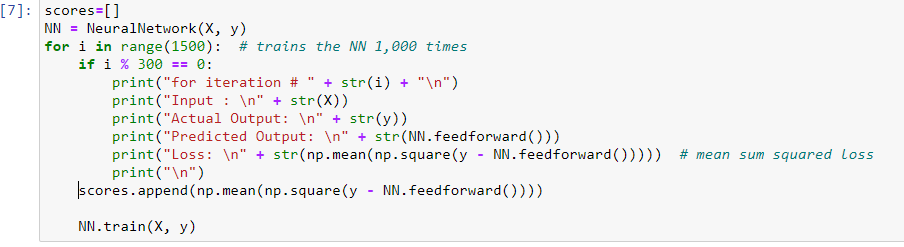 [7]: scores=[]
NN = NeuralNetwork(X, y)
for i in range(1500):  # trains the NN 1,000 times
    if i % 300 == 0:
        print("for iteration # " + str(i) + "\n")
        print("Input : \n" + str(X))
        print("Actual Output: \n" + str(y))
        print("Predicted Output: \n" + str(NN.feedforward()))
        print("Loss: \n" + str(np.mean(np.square(y - NN.feedforward()))))  # mean sum squared loss
        print("\n")
    scores.append(np.mean(np.square(y - NN.feedforward())))
    NN.train(X, y)